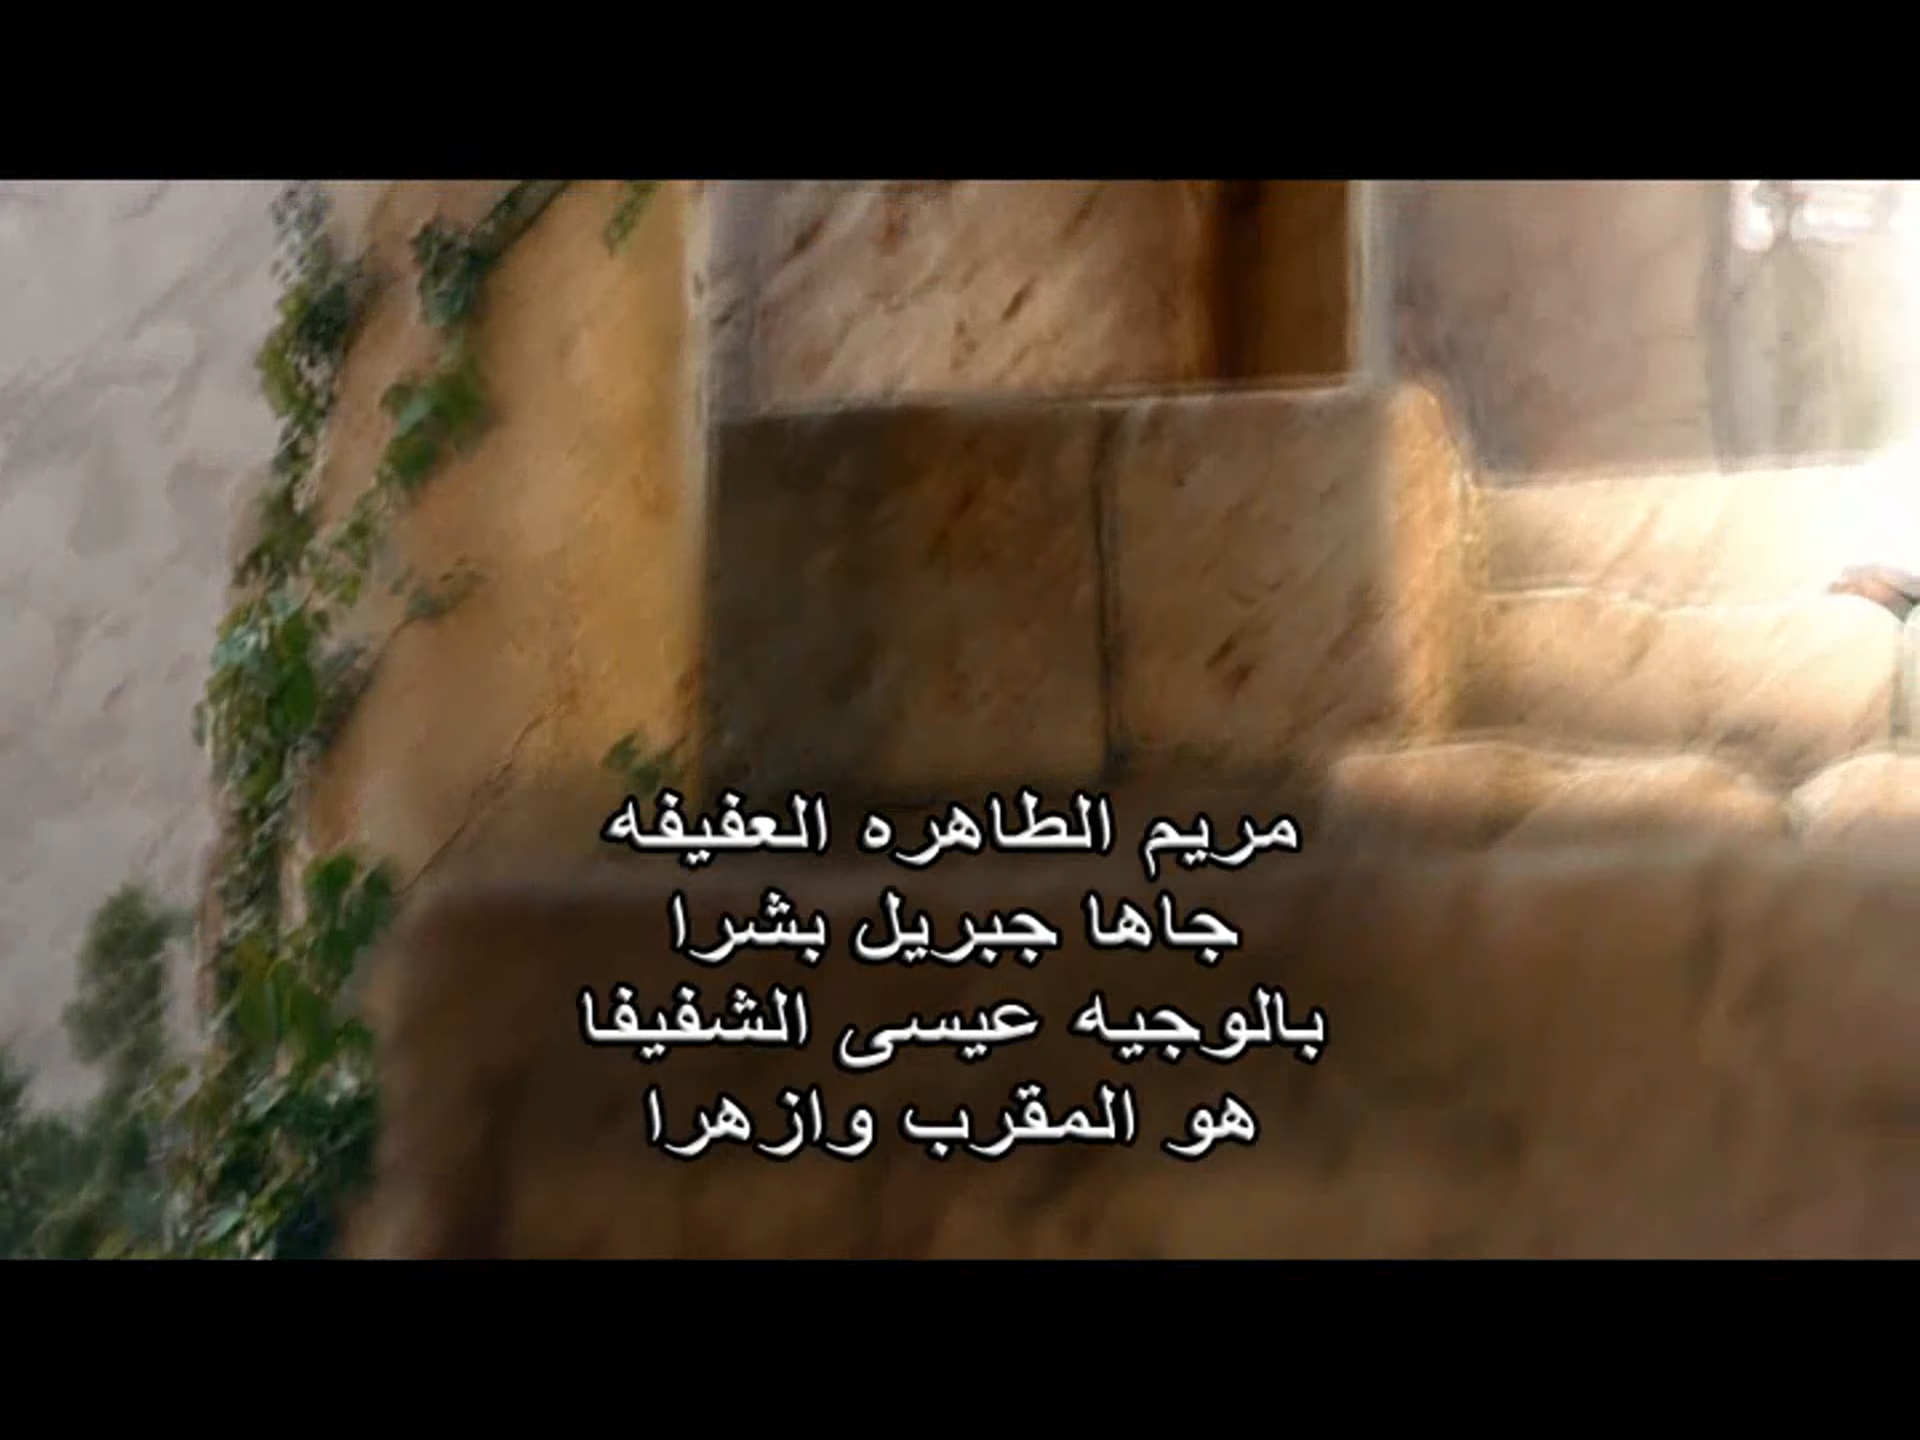 مريم الطاهره العفيفه
جاها جبريل بشرا
بالوجيه عيسى الشفيفا
هو المقرب وازهرا